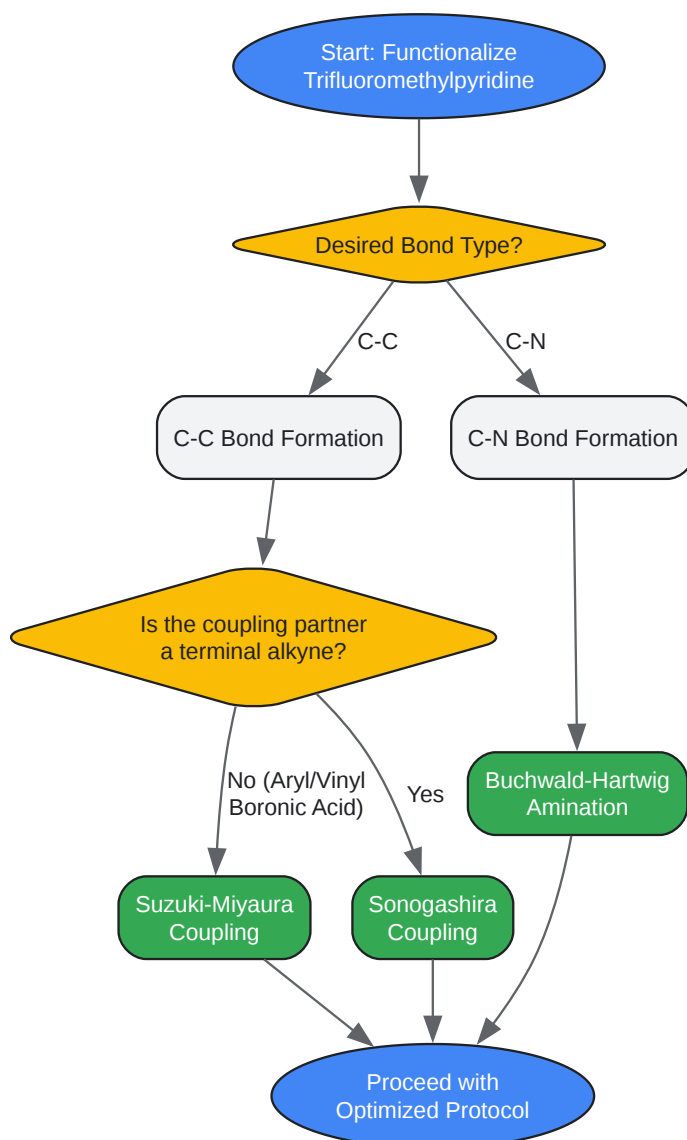 Start: Functionalize
Trifluoromethylpyridine
Desired Bond Type?
C-C
C-N
C-C Bond Formation
C-N Bond Formation
Is the coupling partner
a terminal alkyne?
No (Aryl/Vinyl
Boronic Acid)
Yes
Buchwald-Hartwig
Amination
Suzuki-Miyaura
Coupling
Sonogashira
Coupling
Proceed with
Optimized Protocol